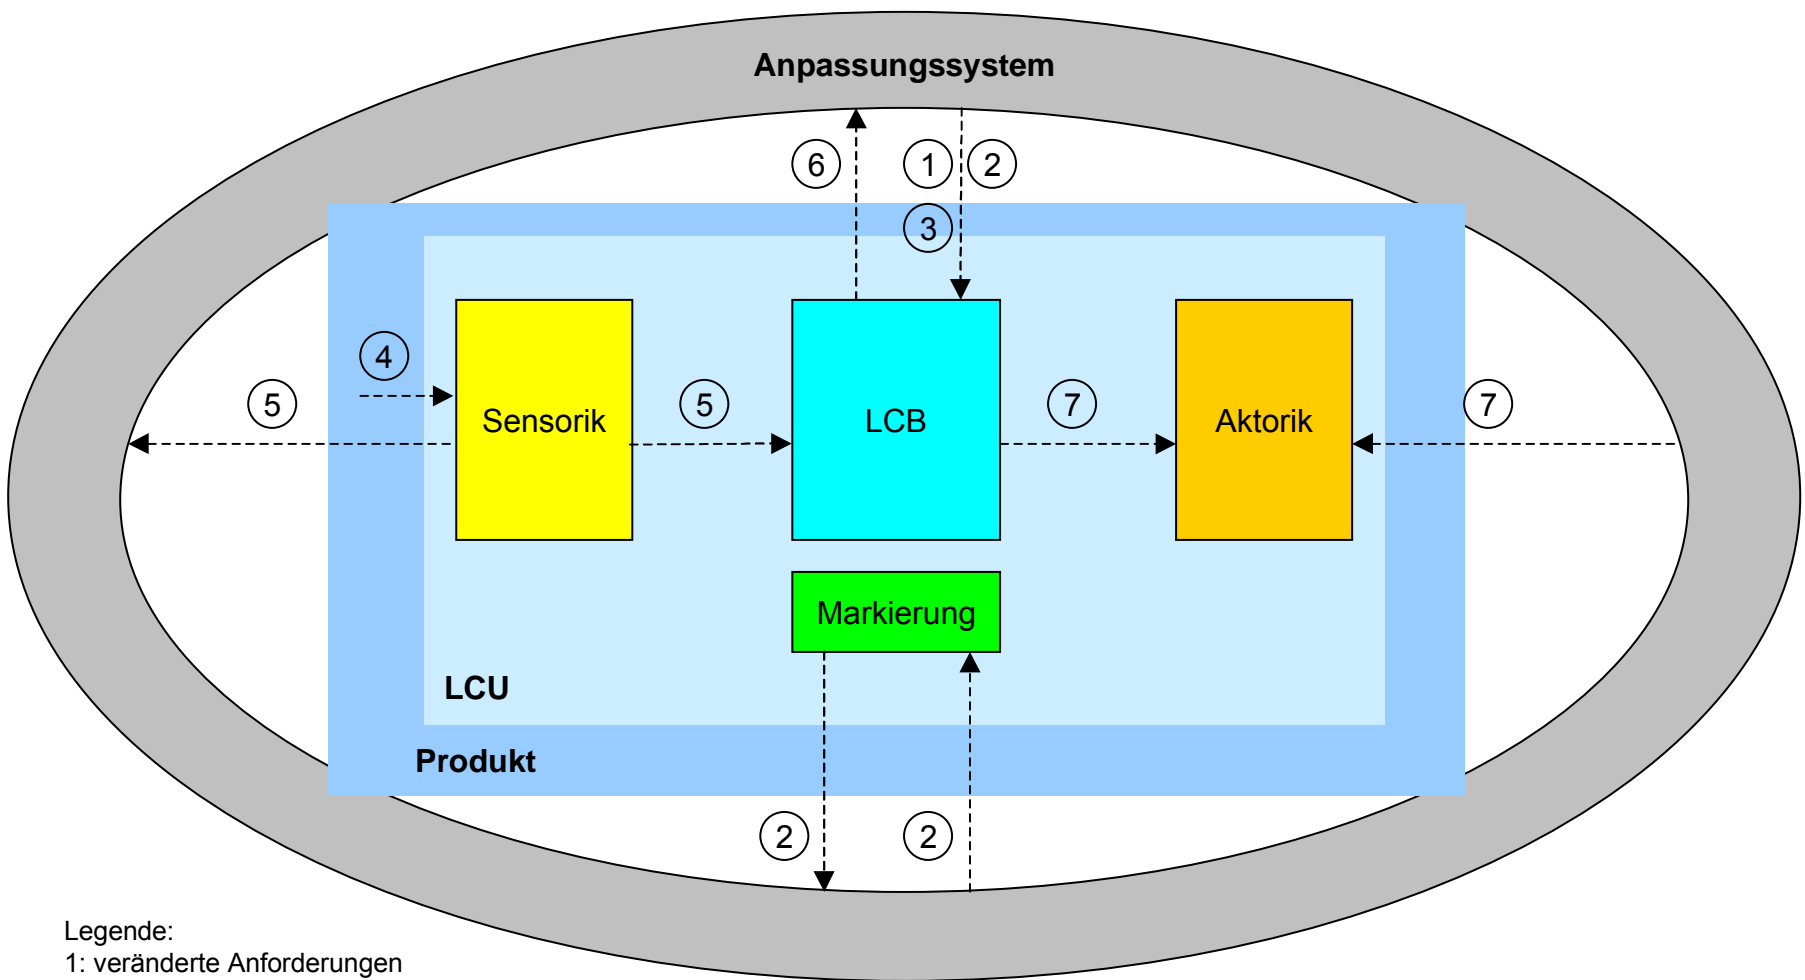 Anpassungssystem
6 1 2
3
4
5 Sensorik 5 LCB 7 Aktorik 7
Markierung
LCU
Produkt
2 2
Legende:
1: veränderte Anforderungen